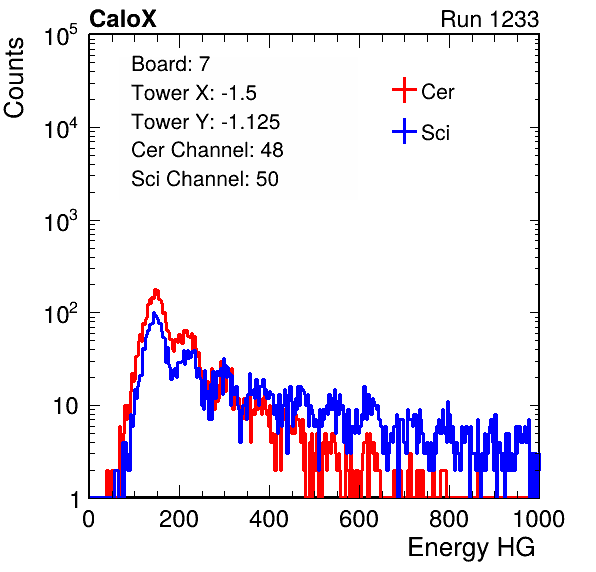 CaloX Run 1233
Counts
Board: 7
Tower X: -1.5
Tower Y: -1.125
Cer Channel: 48
Sci Channel: 50
Cer
Sci
10^5
10^4
10^3
10^2
10
1
0 200 400 600 800 1000
Energy HG